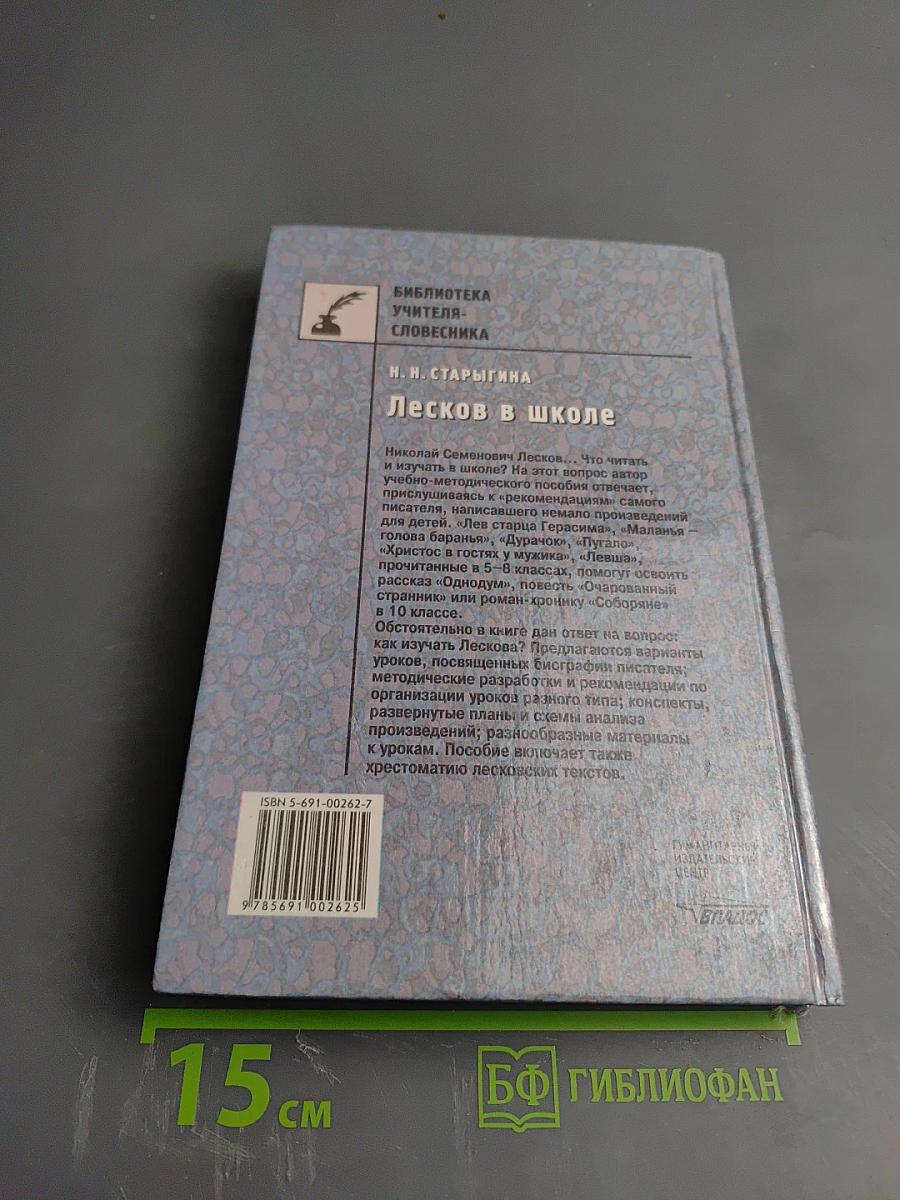 БИБЛИОТЕКА
УЧИТЕЛЯ-
СЛОВЕСНИКА
Н. Н. СТАРЫГИНА
Лесков в школе
Николай Семенович Лесков... Что читать
и изучать в школе? На этот вопрос автор
учебно-методического пособия отвечает,
прислушиваясь к «рекомендациям» самого
писателя, написавшего немало произведений
для детей. «Лев старца Герасима», «Маланья –
голова баранья», «Дурачок», «Пугало»,
«Христос в гостях у мужика», «Левша»,
прочитанные в 5–8 классах, помогут освоить
рассказ «Однодум», повесть «Очарованный
странник» или роман-хронику «Соборяне»
в 10 классе.
Обстоятельно в книге дан ответ на вопрос:
как изучать Лескова? Предлагаются варианты
уроков, посвященных биографии писателя;
методические разработки и рекомендации по
организации уроков разного типа; конспекты,
развернутые планы и схемы анализа
произведений; разнообразные материалы
к урокам. Пособие включает также
хрестоматию лесковских текстов.
ISBN 5-691-00262-7
9 785691 002625
ГУМАНИТАРНЫЙ
ИЗДАТЕЛЬСКИЙ
ЦЕНТР
ВЛАДОС
15 см
БФ ГИБЛИОФАН